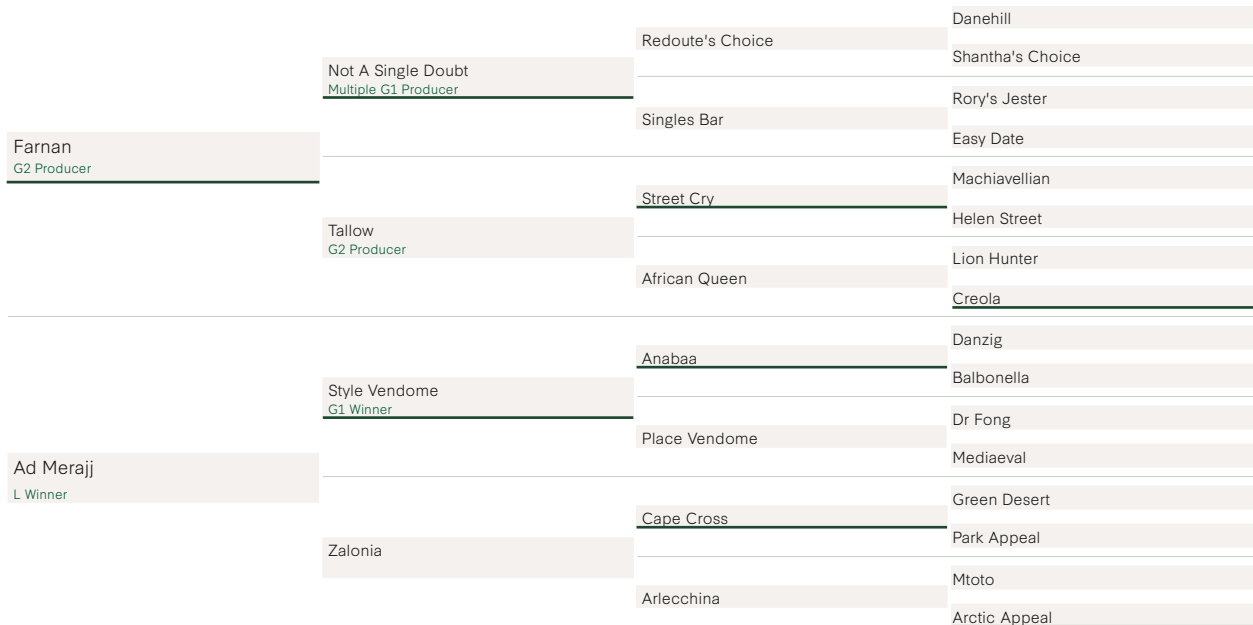 Farnan
G2 Producer
Ad Merajj
L Winner
Not A Single Doubt
Multiple G1 Producer
Tallow
G2 Producer
Style Vendome
G1 Winner
Zalonia
Redoute's Choice
Singles Bar
Street Cry
African Queen
Anabaa
Place Vendome
Cape Cross
Arlecchina
Danehill
Shantha's Choice
Rory's Jester
Easy Date
Machiavellian
Helen Street
Lion Hunter
Creola
Danzig
Balbonella
Dr Fong
Mediaeval
Green Desert
Park Appeal
Mtoto
Arctic Appeal